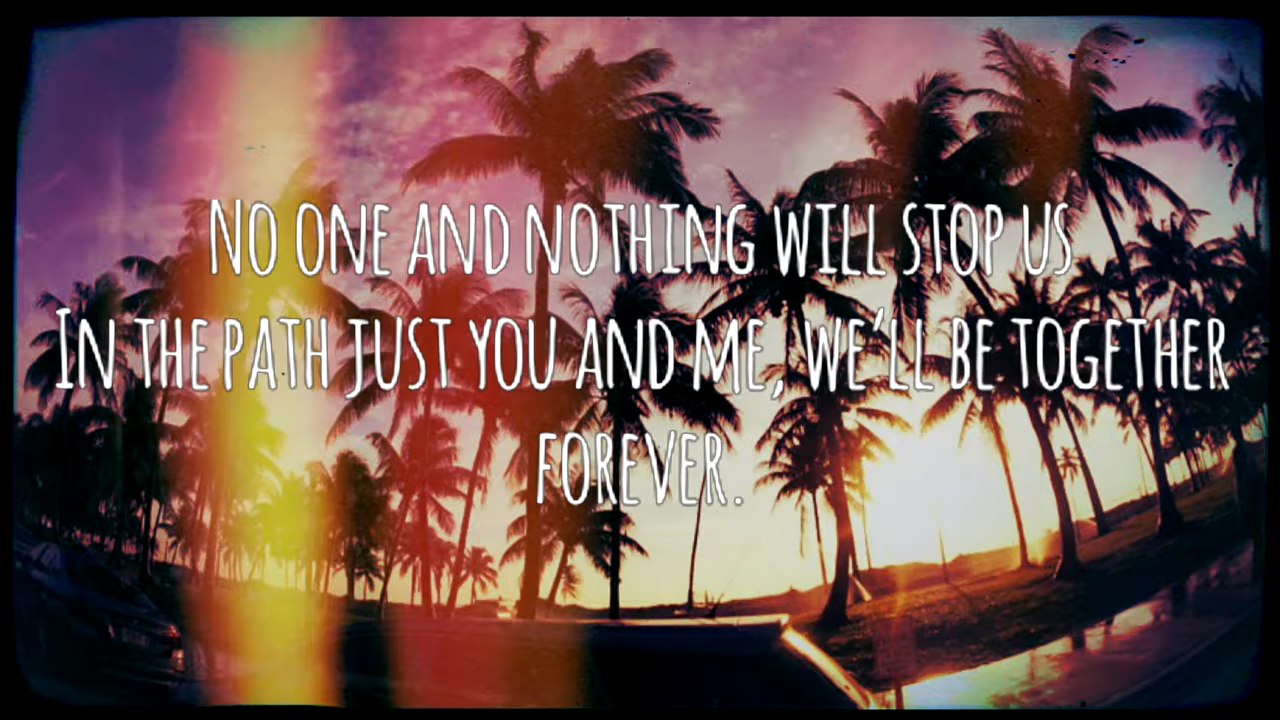 No one and nothing will stop us
In the path just you and me, we'll be together
forever.